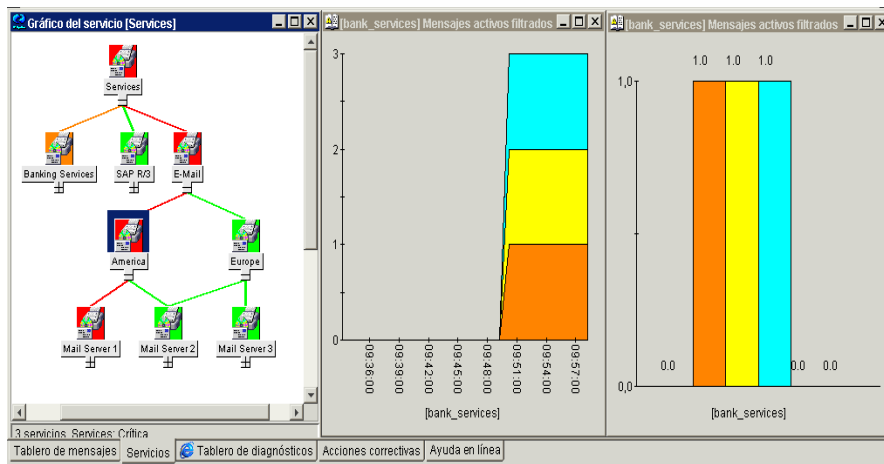 Gráfico del servicio [Services]
Services
Banking Services
SAP R/3
E-Mail
America
Europe
Mail Server 1
Mail Server 2
Mail Server 3
3 servicios. Services: Crítica
[bank_services] Mensajes activos filtrados
3
2
1
0
09:36:00
09:39:00
09:42:00
09:45:00
09:48:00
09:51:00
09:54:00
09:57:00
[bank_services]
[bank_services] Mensajes activos filtrados
1.0 1.0 1.0
1,0
0.0
0.0 0.0
0,0
[bank_services]
Tablero de mensajes
Servicios
Tablero de diagnósticos
Acciones correctivas
Ayuda en línea